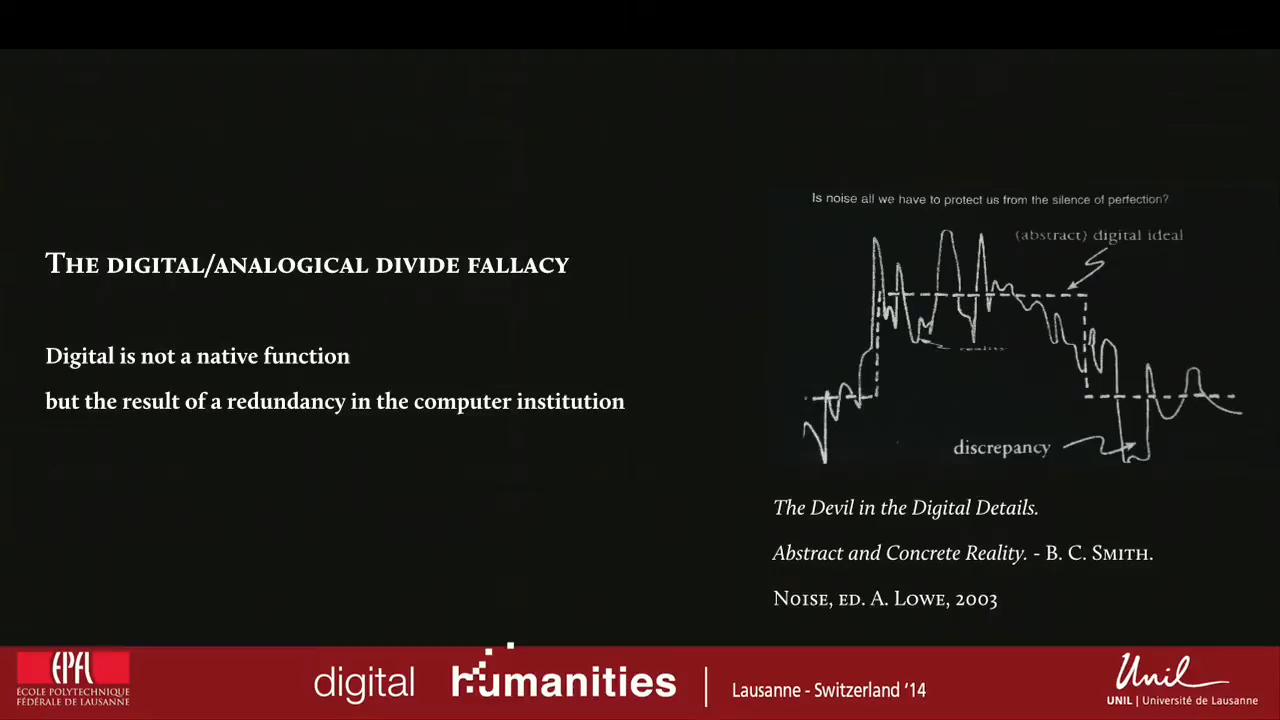 The digital/analogical divide fallacy
Digital is not a native function
but the result of a redundancy in the computer institution
Is noise all we have to protect us from the silence of perfection?
(abstract) digital ideal
reality
discrepancy
The Devil in the Digital Details.
Abstract and Concrete Reality. - B. C. Smith.
Noise, ed. A. Lowe, 2003
EPFL
ÉCOLE POLYTECHNIQUE
FÉDÉRALE DE LAUSANNE
digital humanities
Lausanne - Switzerland '14
Unil
UNIL | Université de Lausanne